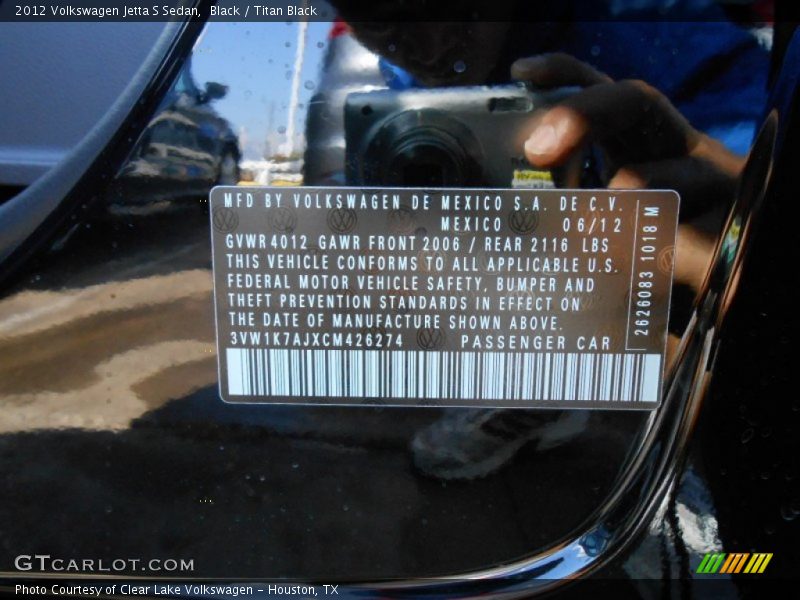 2012 Volkswagen Jetta S Sedan, Black / Titan Black
MFD BY VOLKSWAGEN DE MEXICO S.A. DE C.V.
MEXICO 06/12
GVWR 4012 GAWR FRONT 2006 / REAR 2116 LBS
THIS VEHICLE CONFORMS TO ALL APPLICABLE U.S.
FEDERAL MOTOR VEHICLE SAFETY, BUMPER AND
THEFT PREVENTION STANDARDS IN EFFECT ON
THE DATE OF MANUFACTURE SHOWN ABOVE.
3VW1K7AJXCM426274 PASSENGER CAR
2626083 1018 M
GTCARLOT.COM
Photo Courtesy of Clear Lake Volkswagen - Houston, TX